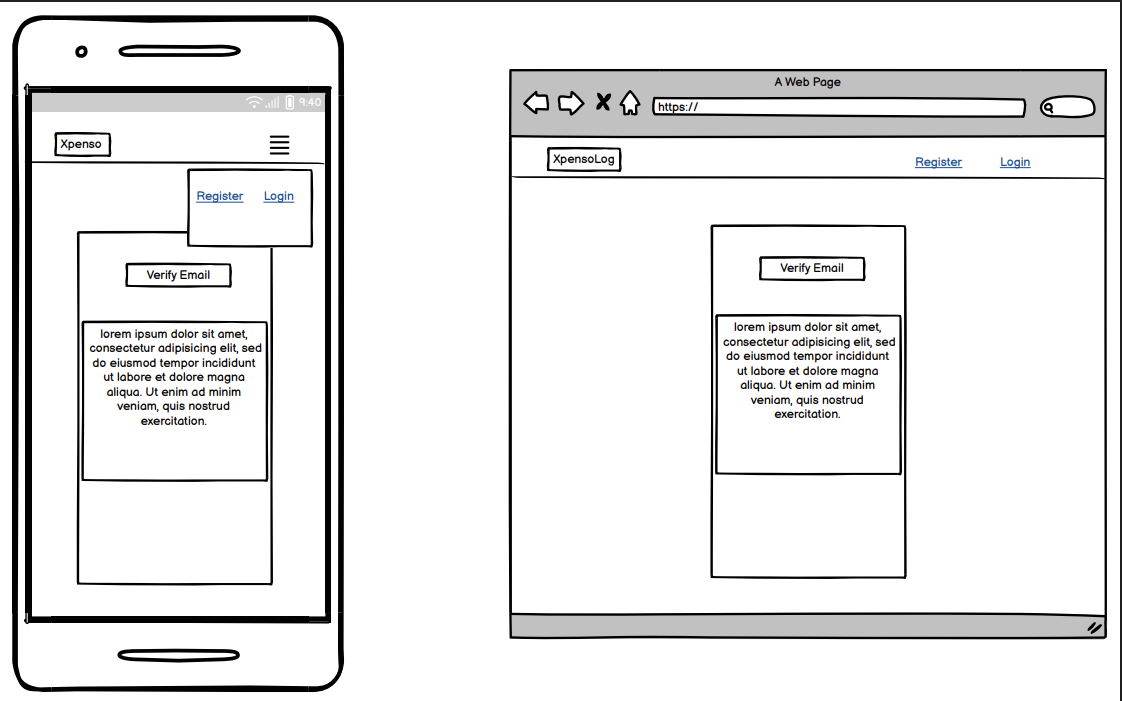 9:40
Xpenso
Register Login
Verify Email
lorem ipsum dolor sit amet,
consectetur adipisicing elit, sed
do eiusmod tempor incididunt
ut labore et dolore magna
aliqua. Ut enim ad minim
veniam, quis nostrud
exercitation.
A Web Page
https://
XpensoLog
Register Login
Verify Email
lorem ipsum dolor sit amet,
consectetur adipisicing elit, sed
do eiusmod tempor incididunt
ut labore et dolore magna
aliqua. Ut enim ad minim
veniam, quis nostrud
exercitation.